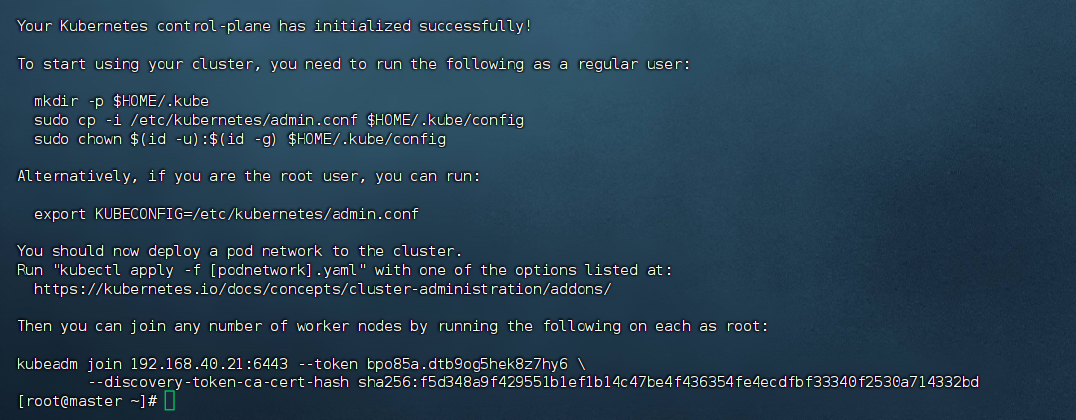 Your Kubernetes control-plane has initialized successfully!
To start using your cluster, you need to run the following as a regular user:
mkdir -p $HOME/.kube
sudo cp -i /etc/kubernetes/admin.conf $HOME/.kube/config
sudo chown $(id -u):$(id -g) $HOME/.kube/config
Alternatively, if you are the root user, you can run:
export KUBECONFIG=/etc/kubernetes/admin.conf
You should now deploy a pod network to the cluster.
Run "kubectl apply -f [podnetwork].yaml" with one of the options listed at:
https://kubernetes.io/docs/concepts/cluster-administration/addons/
Then you can join any number of worker nodes by running the following on each as root:
kubeadm join 192.168.40.21:6443 --token bpo85a.dtb9og5hek8z7hy6 \
--discovery-token-ca-cert-hash sha256:f5d348a9f429551b1ef1b14c47be4f436354fe4ecdfbf33340f2530a714332bd
[root@master ~]#